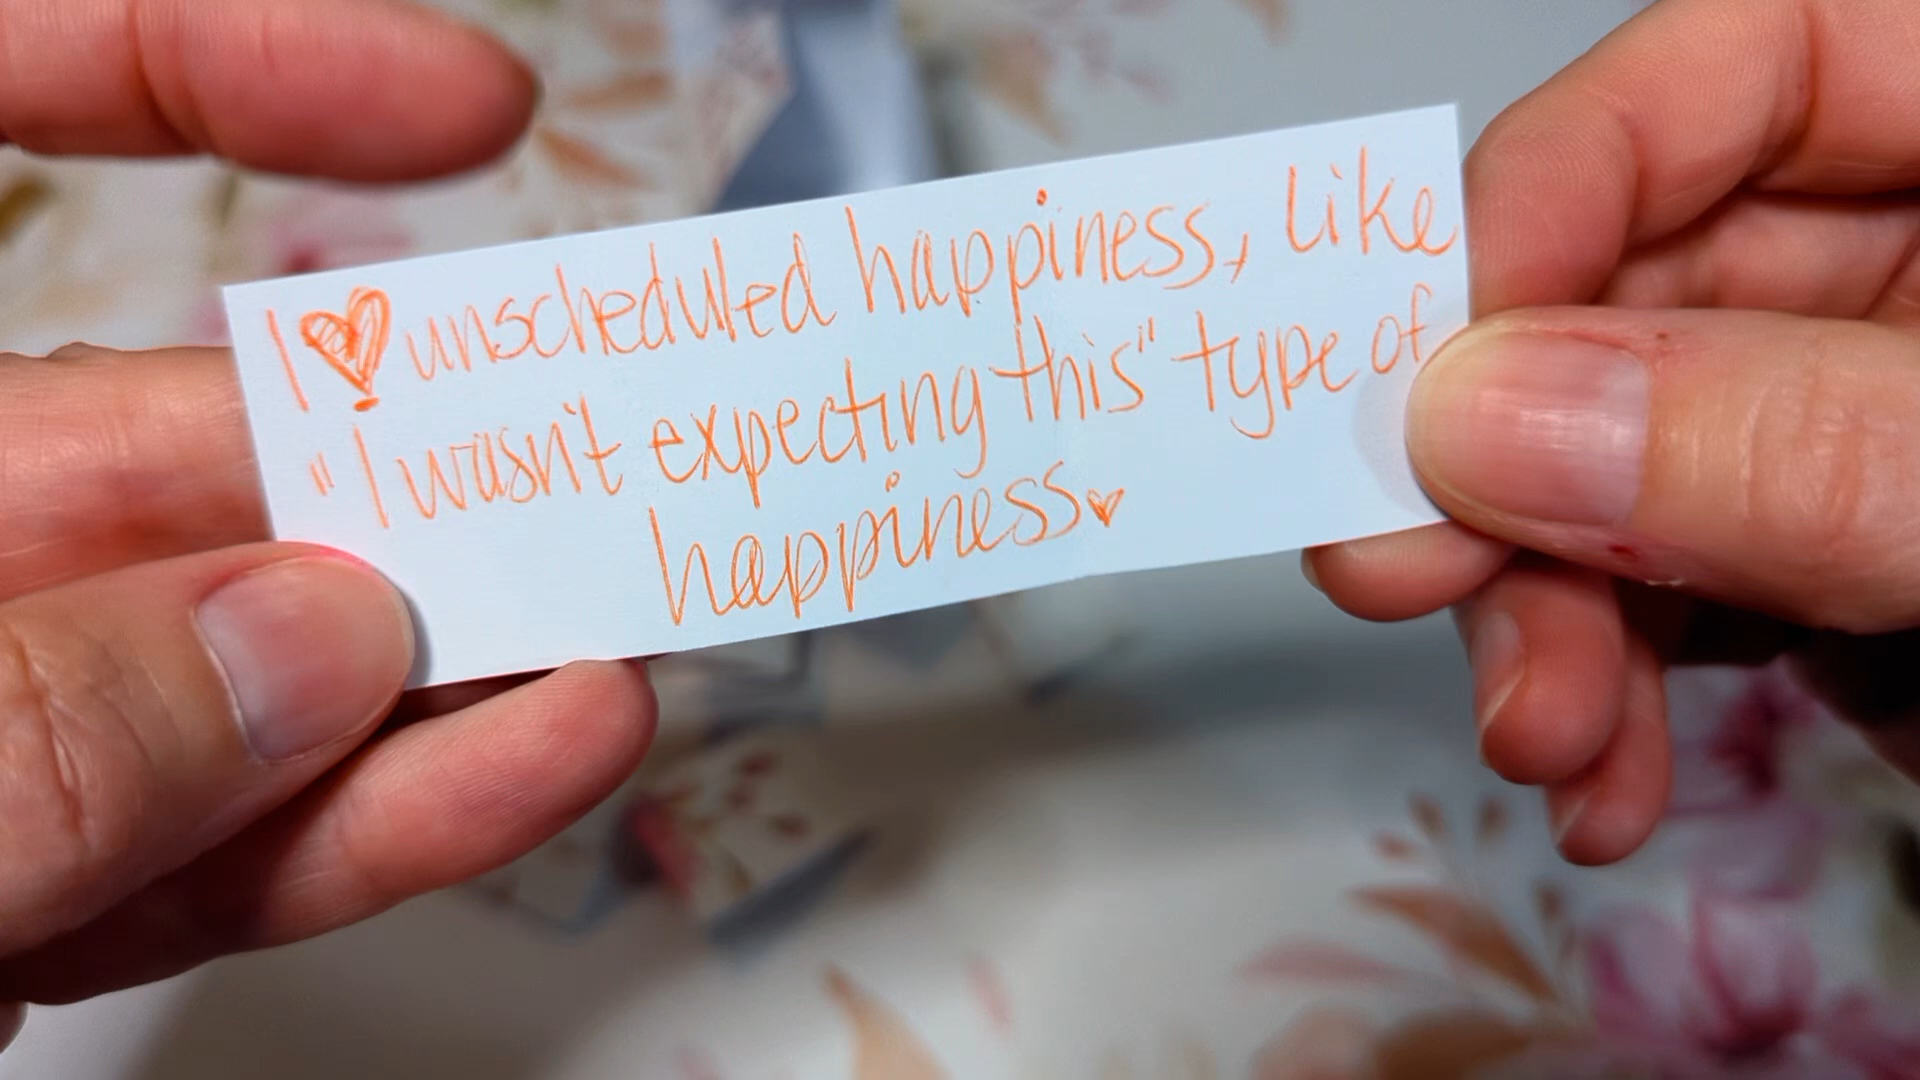 I ❤ unscheduled happiness, like
"I wasn't expecting this" type of
happiness ♥